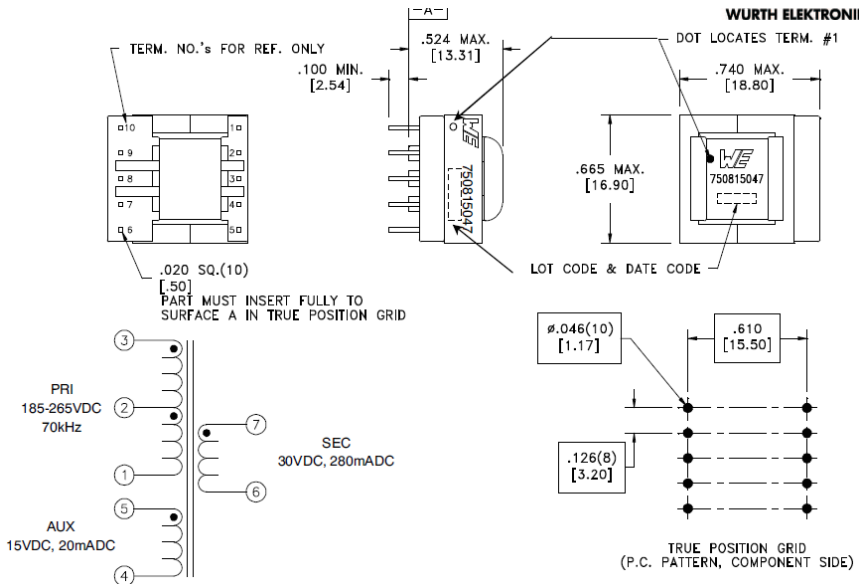 WURTH ELEKTRONI
-A-
TERM. NO.'s FOR REF. ONLY
.524 MAX.
[13.31]
DOT LOCATES TERM. #1
.100 MIN.
[2.54]
.740 MAX.
[18.80]
10 1
9 2
8 3
7 4
6 5
WE
750815047
.665 MAX.
[16.90]
WE
750815047
.020 SQ.(10)
[.50]
LOT CODE & DATE CODE
PART MUST INSERT FULLY TO
SURFACE A IN TRUE POSITION GRID
3
PRI
185-265VDC
70kHz
2
1
7
SEC
30VDC, 280mADC
6
5
AUX
15VDC, 20mADC
4
ø.046(10)
[1.17]
.610
[15.50]
.126(8)
[3.20]
TRUE POSITION GRID
(P.C. PATTERN, COMPONENT SIDE)